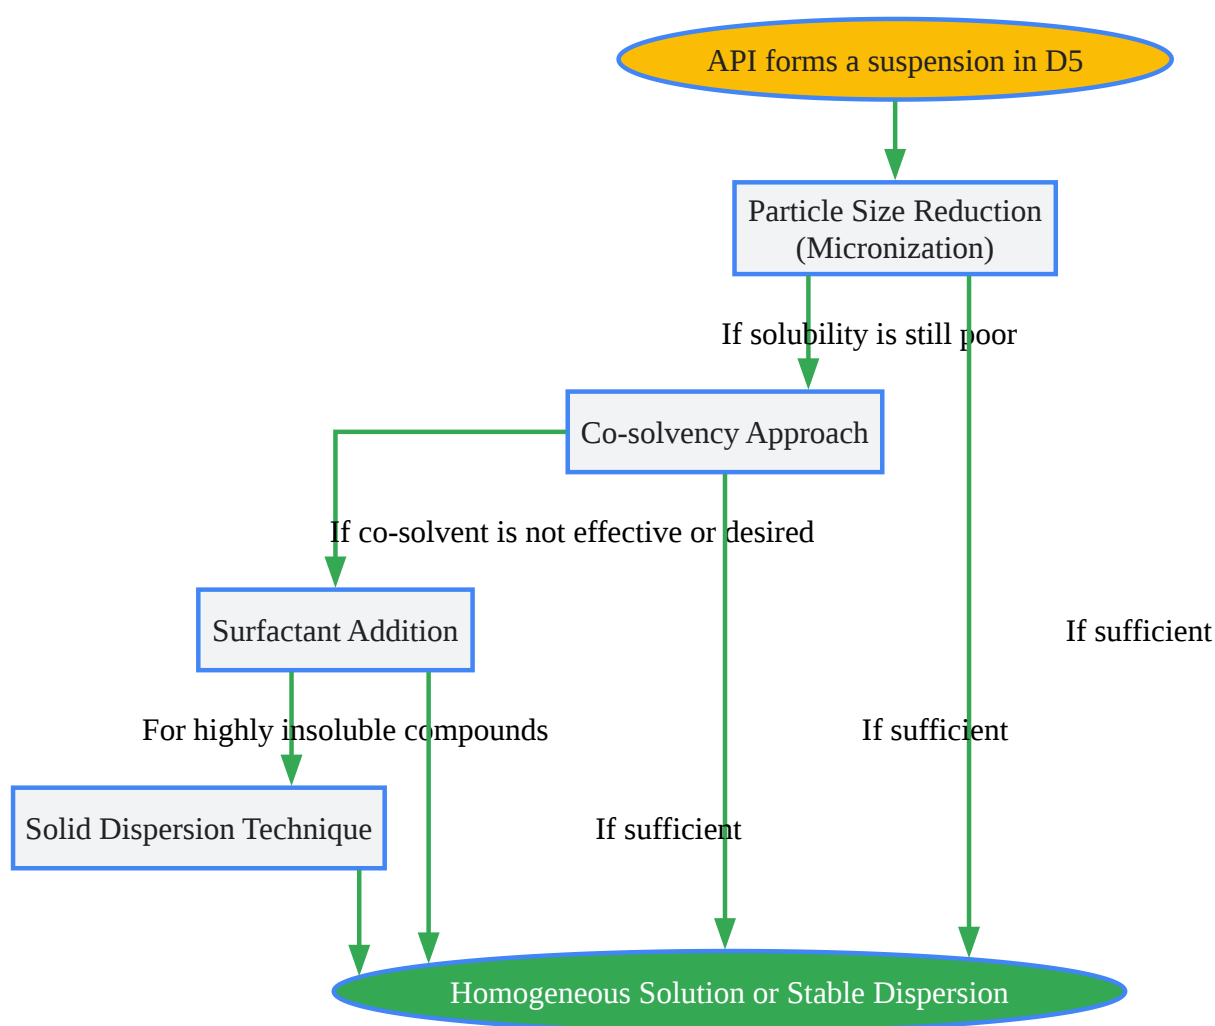 API forms a suspension in D5
Particle Size Reduction
(Micronization)
If solubility is still poor
Co-solvency Approach
If co-solvent is not effective or desired
Surfactant Addition
If sufficient
For highly insoluble compounds
If sufficient
Solid Dispersion Technique
If sufficient
Homogeneous Solution or Stable Dispersion